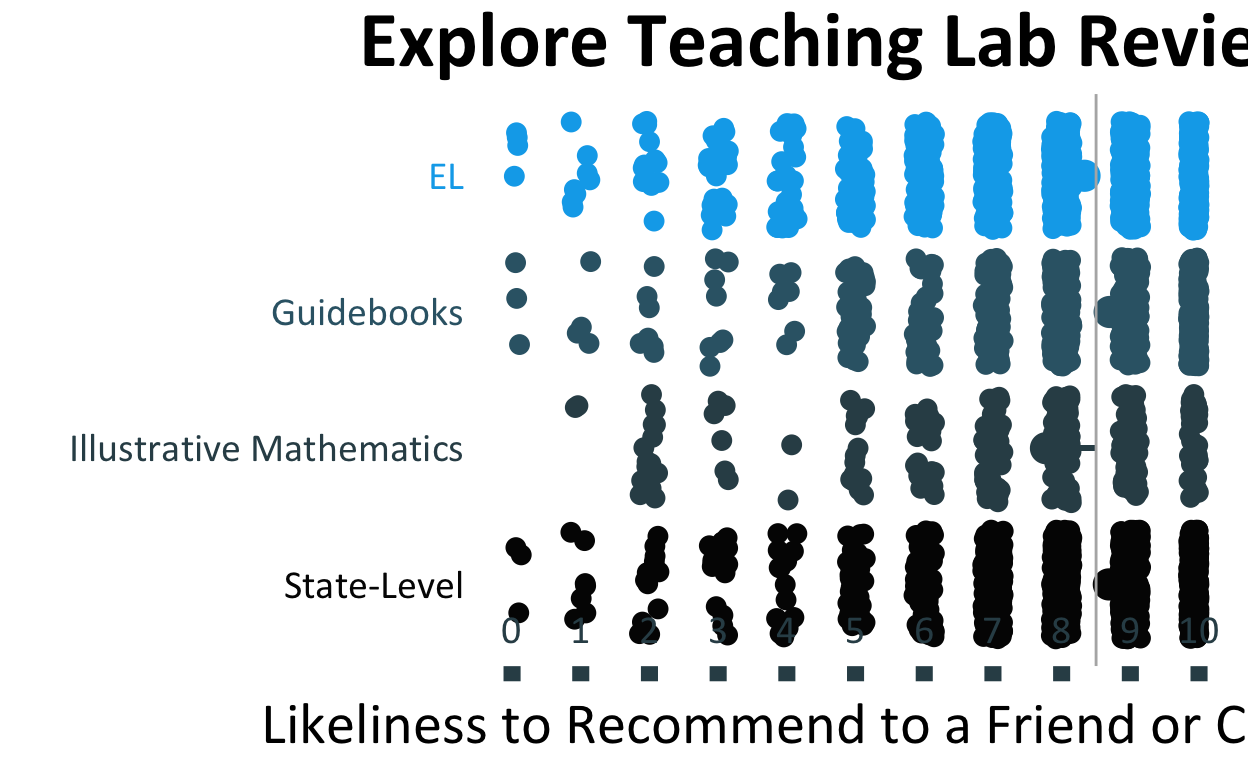 Explore Teaching Lab Revie
EL
Guidebooks
Illustrative Mathematics
State-Level
0 1 2 3 4 5 6 7 8 9 10
Likeliness to Recommend to a Friend or C